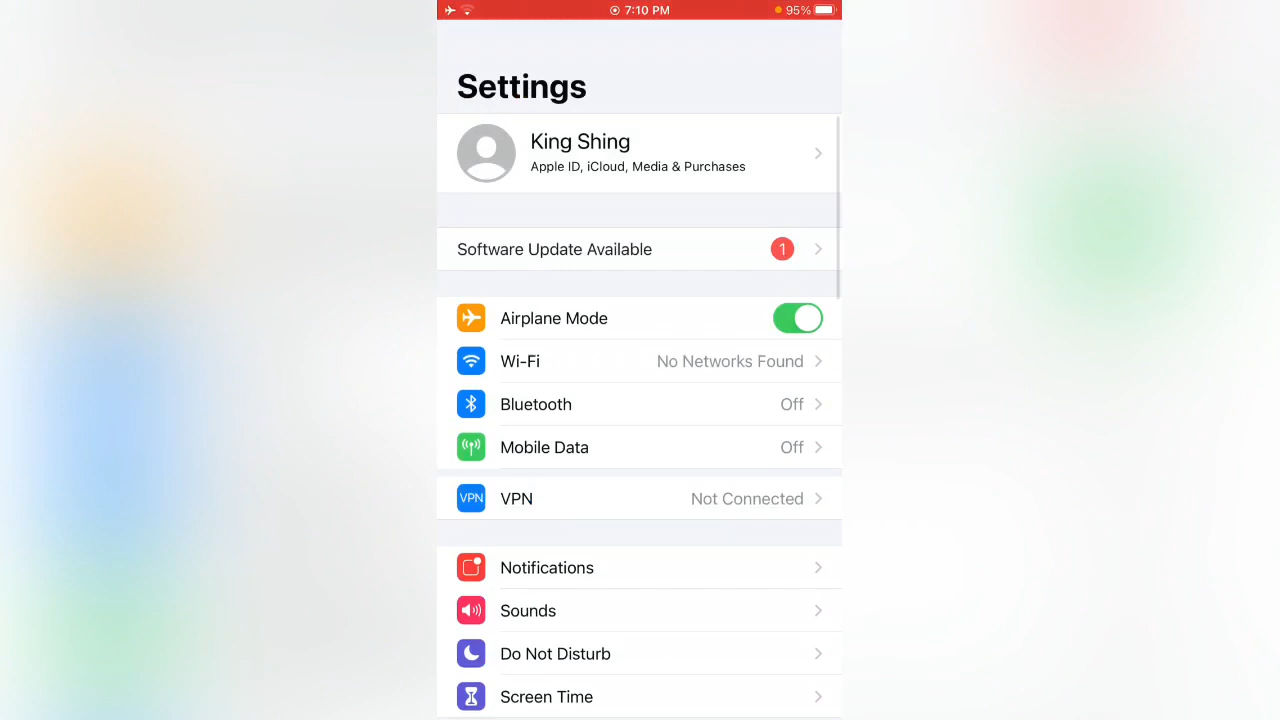 7:10 PM 95%
Settings
King Shing
Apple ID, iCloud, Media & Purchases
Software Update Available 1
Airplane Mode
Wi-Fi No Networks Found
Bluetooth Off
Mobile Data Off
VPN VPN Not Connected
Notifications
Sounds
Do Not Disturb
Screen Time